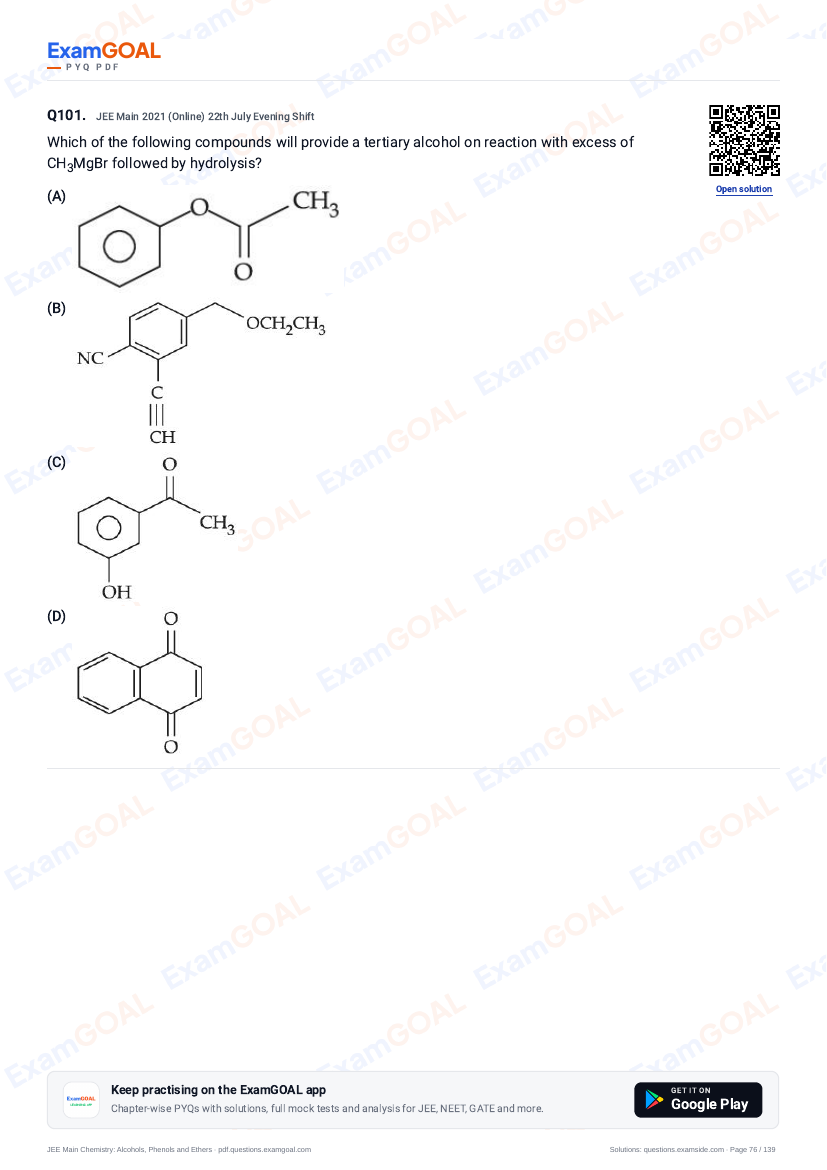 ExamGOAL
PYQ PDF
Q101. JEE Main 2021 (Online) 22th July Evening Shift
Which of the following compounds will provide a tertiary alcohol on reaction with excess of
CH3MgBr followed by hydrolysis?
Open solution
(A)
O
CH3
O
(B)
OCH2CH3
NC
C
CH
(C)
O
CH3
OH
(D)
O
O
Keep practising on the ExamGOAL app
Chapter-wise PYQs with solutions, full mock tests and analysis for JEE, NEET, GATE and more.
ExamGOAL
GET IT ON
Google Play
JEE Main Chemistry: Alcohols, Phenols and Ethers · pdf.questions.examgoal.com
Solutions: questions.examside.com · Page 76 / 139